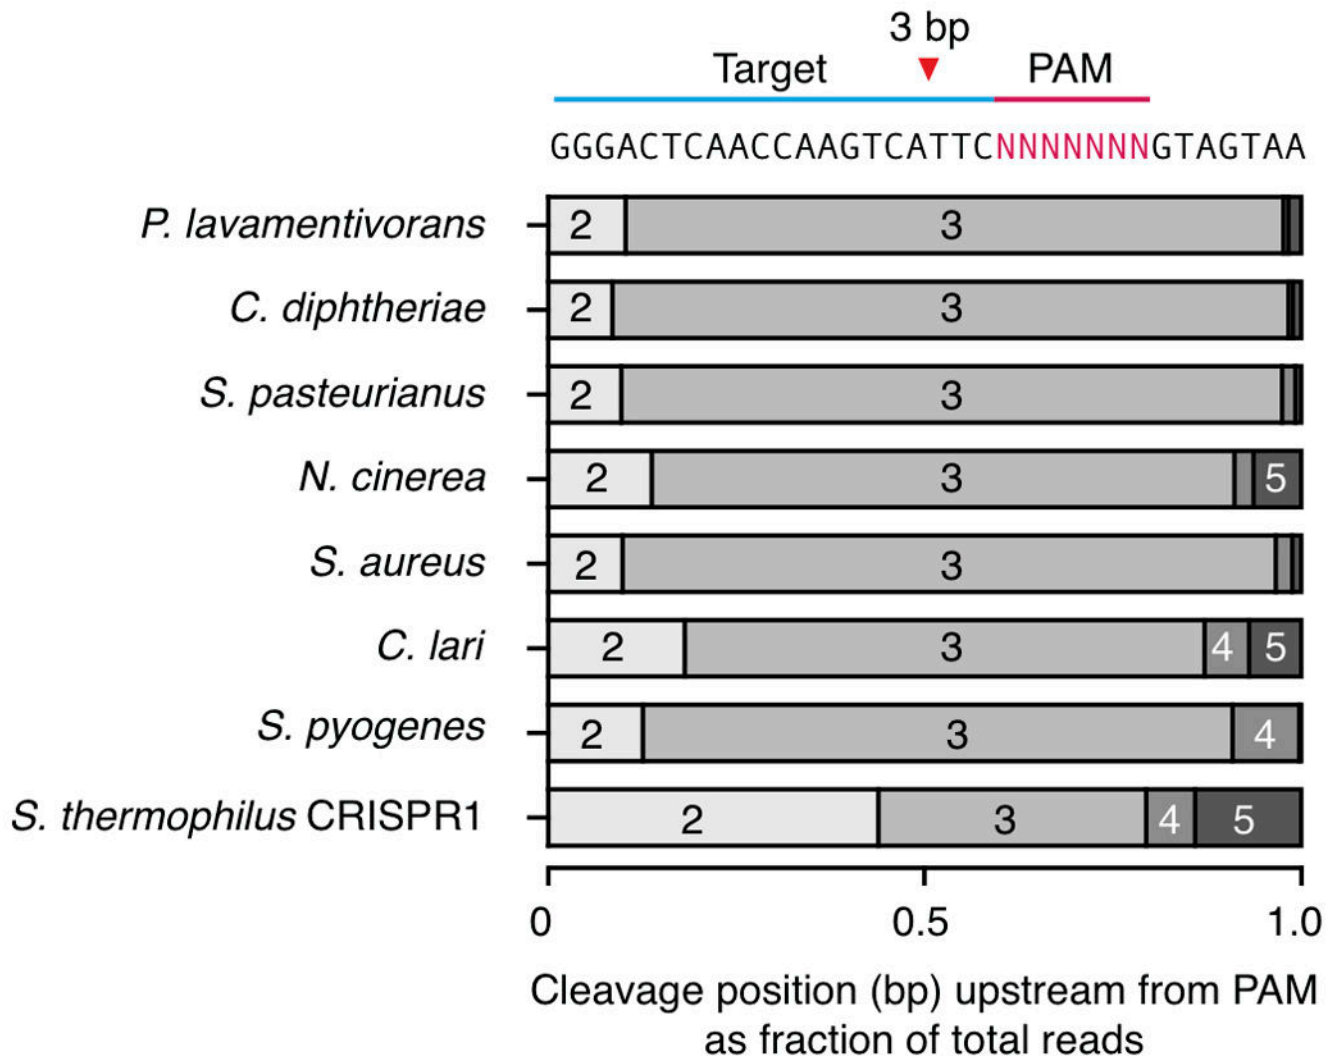 3 bp
Target PAM
GGGACTCAACCAAGTCATTCNNNNNNNGTAGTAA
P. lavamentivorans 2 3
C. diphtheriae 2 3
S. pasteurianus 2 3
N. cinerea 2 3 5
S. aureus 2 3
C. lari 2 3 4 5
S. pyogenes 2 3 4
S. thermophilus CRISPR1 2 3 4 5
0 0.5 1.0
Cleavage position (bp) upstream from PAM
as fraction of total reads